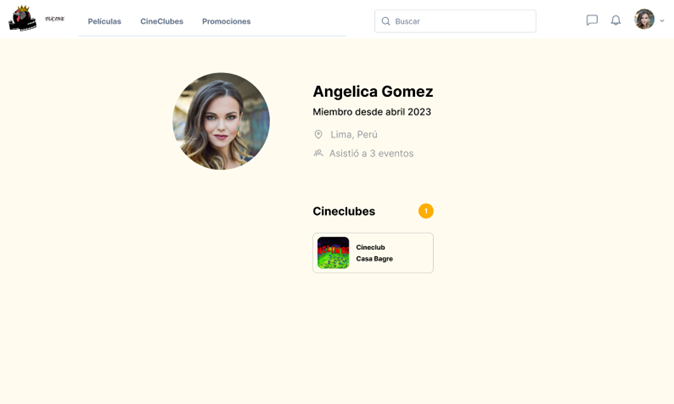 Películas
CineClubes
Promociones
Buscar
Angelica Gomez
Miembro desde abril 2023
Lima, Perú
Asistió a 3 eventos
Cineclubes
1
Cineclub
Casa Bagre